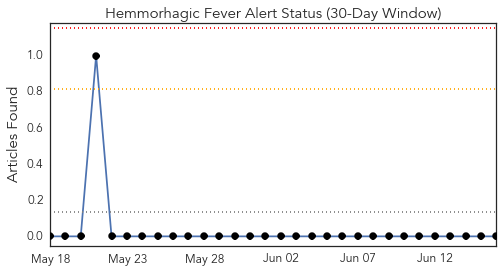 Hemmorhagic Fever Alert Status (30-Day Window)
Articles Found
1.0
0.8
0.6
0.4
0.2
0.0
May 18 May 23 May 28 Jun 02 Jun 07 Jun 12